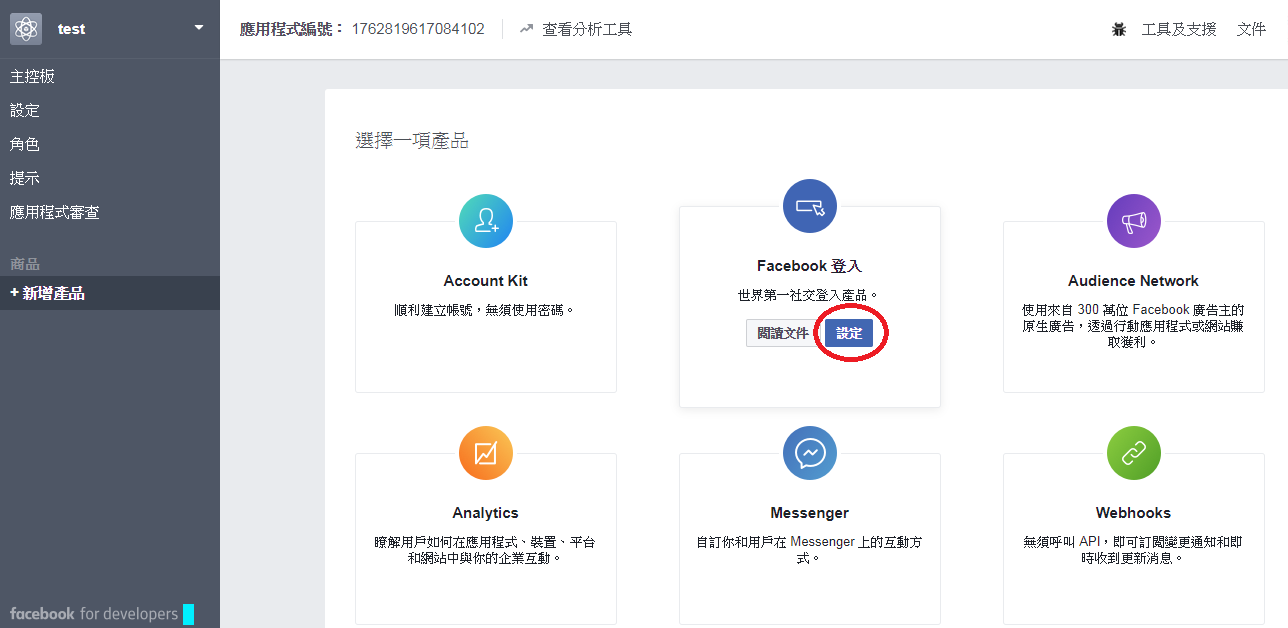 test
應用程式編號： 1762819617084102
查看分析工具
工具及支援
文件
主控板
設定
角色
提示
應用程式審查
商品
+ 新增產品
facebook for developers
選擇一項產品
Account Kit
順利建立帳號，無須使用密碼。
Facebook 登入
世界第一社交登入產品。
閱讀文件
設定
Audience Network
使用來自 300 萬位 Facebook 廣告主的
原生廣告，透過行動應用程式或網站賺
取獲利。
Analytics
瞭解用戶如何在應用程式、裝置、平台
和網站中與你的企業互動。
Messenger
自訂你和用戶在 Messenger 上的互動方
式。
Webhooks
無須呼叫 API，即可訂閱變更通知和即
時收到更新消息。